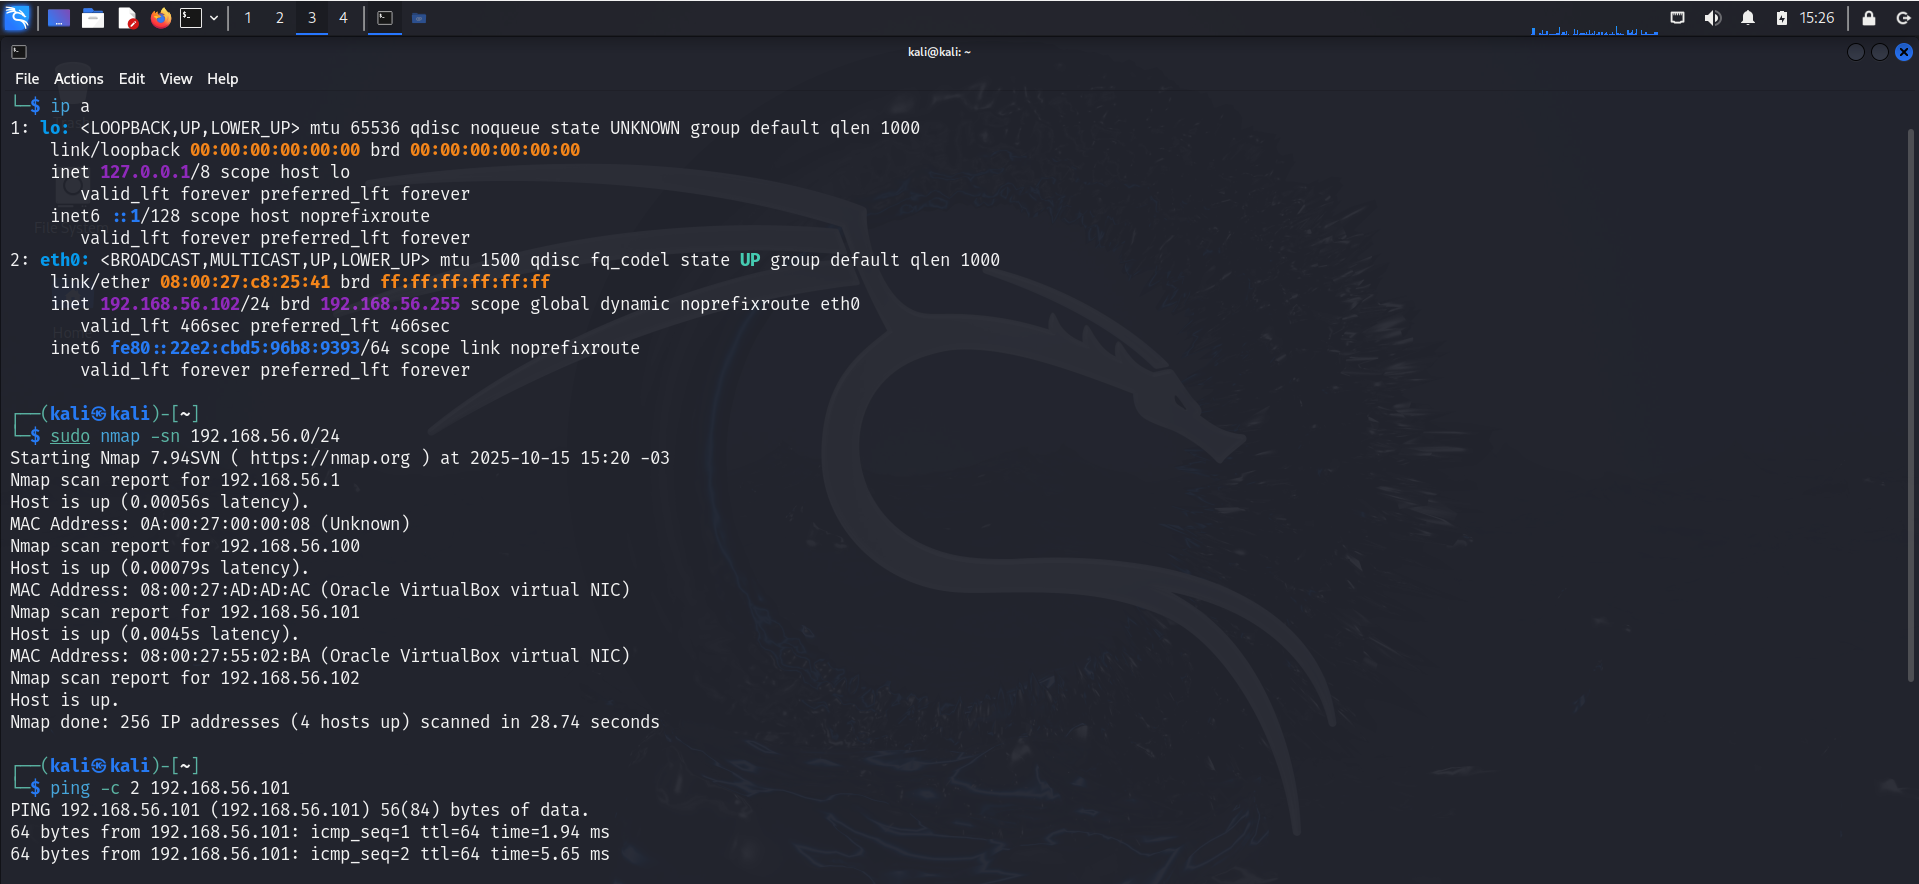 1 2 3 4
15:26
kali@kali: ~
File Actions Edit View Help
└─$ ip a
1: lo: <LOOPBACK,UP,LOWER_UP> mtu 65536 qdisc noqueue state UNKNOWN group default qlen 1000
    link/loopback 00:00:00:00:00:00 brd 00:00:00:00:00:00
    inet 127.0.0.1/8 scope host lo
       valid_lft forever preferred_lft forever
    inet6 ::1/128 scope host noprefixroute
       valid_lft forever preferred_lft forever
2: eth0: <BROADCAST,MULTICAST,UP,LOWER_UP> mtu 1500 qdisc fq_codel state UP group default qlen 1000
    link/ether 08:00:27:c8:25:41 brd ff:ff:ff:ff:ff:ff
    inet 192.168.56.102/24 brd 192.168.56.255 scope global dynamic noprefixroute eth0
       valid_lft 466sec preferred_lft 466sec
    inet6 fe80::22e2:cbd5:96b8:9393/64 scope link noprefixroute
       valid_lft forever preferred_lft forever
┌──(kali㉿kali)-[~]
└─$ sudo nmap -sn 192.168.56.0/24
Starting Nmap 7.94SVN ( https://nmap.org ) at 2025-10-15 15:20 -03
Nmap scan report for 192.168.56.1
Host is up (0.00056s latency).
MAC Address: 0A:00:27:00:00:08 (Unknown)
Nmap scan report for 192.168.56.100
Host is up (0.00079s latency).
MAC Address: 08:00:27:AD:AD:AC (Oracle VirtualBox virtual NIC)
Nmap scan report for 192.168.56.101
Host is up (0.0045s latency).
MAC Address: 08:00:27:55:02:BA (Oracle VirtualBox virtual NIC)
Nmap scan report for 192.168.56.102
Host is up.
Nmap done: 256 IP addresses (4 hosts up) scanned in 28.74 seconds
┌──(kali㉿kali)-[~]
└─$ ping -c 2 192.168.56.101
PING 192.168.56.101 (192.168.56.101) 56(84) bytes of data.
64 bytes from 192.168.56.101: icmp_seq=1 ttl=64 time=1.94 ms
64 bytes from 192.168.56.101: icmp_seq=2 ttl=64 time=5.65 ms